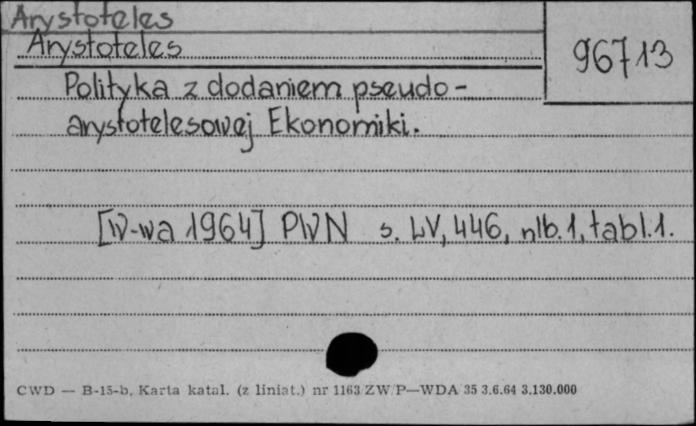 Arystoteles
Arystoteles
96713
Polityka z dodaniem pseudo-
arystotelesowej Ekonomiki.
[W-wa 1964] PWN s. LV, 446, nlb. 1, tabl. 1.
CWD — B-15-b, Karta katal. (z liniat.) nr 1163/ZW/P—WDA 35 3.6.64 3.130.000